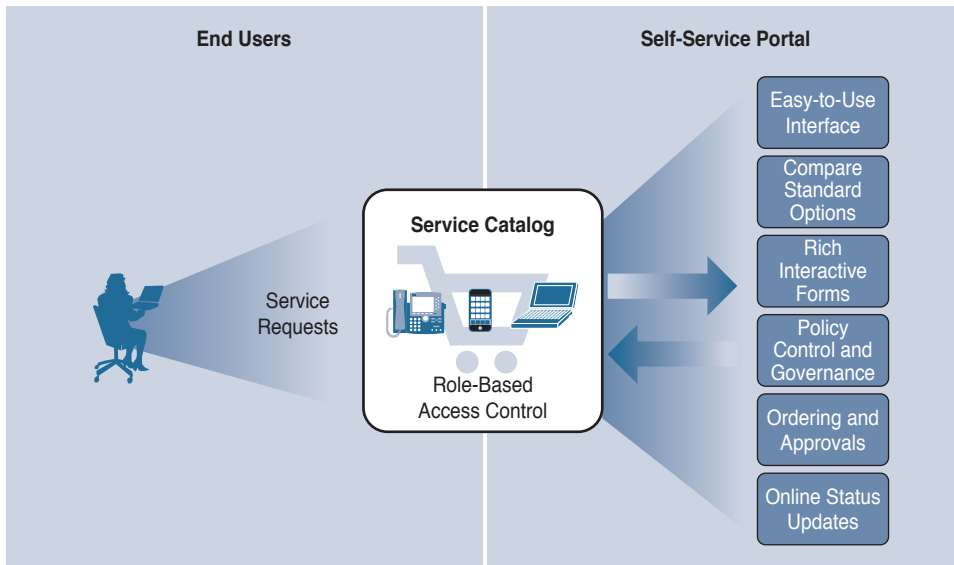 End Users
Self-Service Portal
Service
Requests
Service Catalog
Role-Based
Access Control
Easy-to-Use
Interface
Compare
Standard
Options
Rich
Interactive
Forms
Policy
Control and
Governance
Ordering and
Approvals
Online Status
Updates